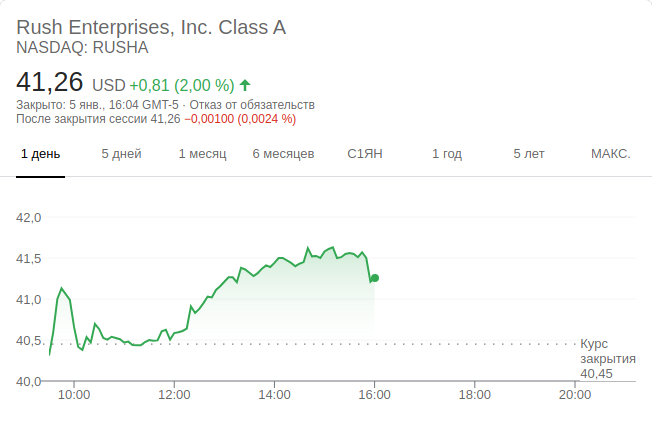 Rush Enterprises, Inc. Class A
NASDAQ: RUSHA
41,26 USD +0,81 (2,00 %)
Закрыто: 5 янв., 16:04 GMT-5 · Отказ от обязательств
После закрытия сессии 41,26 −0,00100 (0,0024 %)
1 день 5 дней 1 месяц 6 месяцев С1ЯН 1 год 5 лет МАКС.
42,0
41,5
41,0
40,5
40,0
Курс
закрытия
40,45
10:00 12:00 14:00 16:00 18:00 20:00